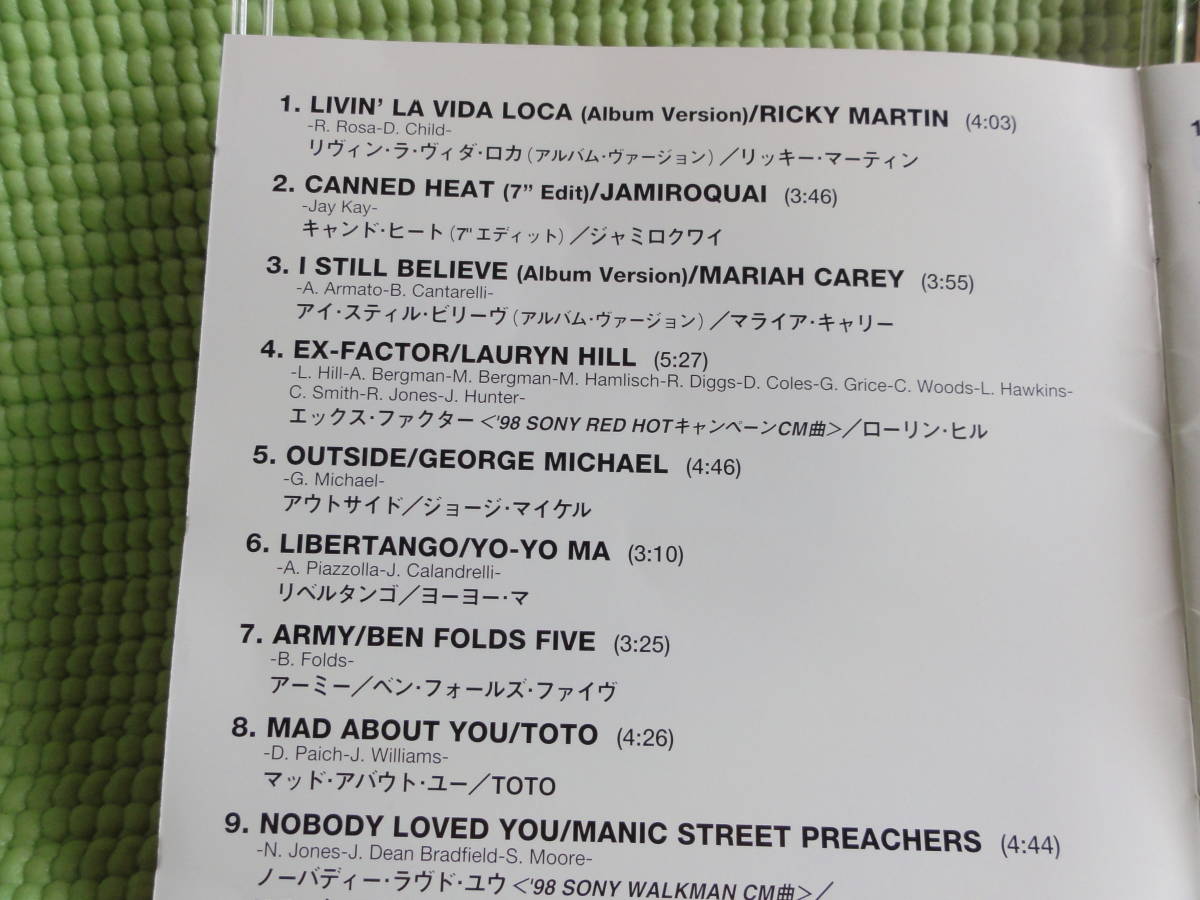 1. LIVIN' LA VIDA LOCA (Album Version)/RICKY MARTIN (4:03)
-R. Rosa-D. Child-
リヴィン・ラ・ヴィダ・ロカ（アルバム・ヴァージョン）／リッキー・マーティン
2. CANNED HEAT (7” Edit)/JAMIROQUAI (3:46)
-Jay Kay-
キャンド・ヒート（7"エディット）／ジャミロクワイ
3. I STILL BELIEVE (Album Version)/MARIAH CAREY (3:55)
-A. Armato-B. Cantarelli-
アイ・スティル・ビリーヴ（アルバム・ヴァージョン）／マライア・キャリー
4. EX-FACTOR/LAURYN HILL (5:27)
-L. Hill-A. Bergman-M. Bergman-M. Hamlisch-R. Diggs-D. Coles-G. Grice-C. Woods-L. Hawkins-
C. Smith-R. Jones-J. Hunter-
エックス・ファクター＜'98 SONY RED HOTキャンペーンCM曲＞／ローリン・ヒル
5. OUTSIDE/GEORGE MICHAEL (4:46)
-G. Michael-
アウトサイド／ジョージ・マイケル
6. LIBERTANGO/YO-YO MA (3:10)
-A. Piazzolla-J. Calandrelli-
リベルタンゴ／ヨーヨー・マ
7. ARMY/BEN FOLDS FIVE (3:25)
-B. Folds-
アーミー／ベン・フォールズ・ファイヴ
8. MAD ABOUT YOU/TOTO (4:26)
-D. Paich-J. Williams-
マッド・アバウト・ユー／TOTO
9. NOBODY LOVED YOU/MANIC STREET PREACHERS (4:44)
-N. Jones-J. Dean Bradfield-S. Moore-
ノーバディー・ラヴド・ユウ＜'98 SONY WALKMAN CM曲＞／